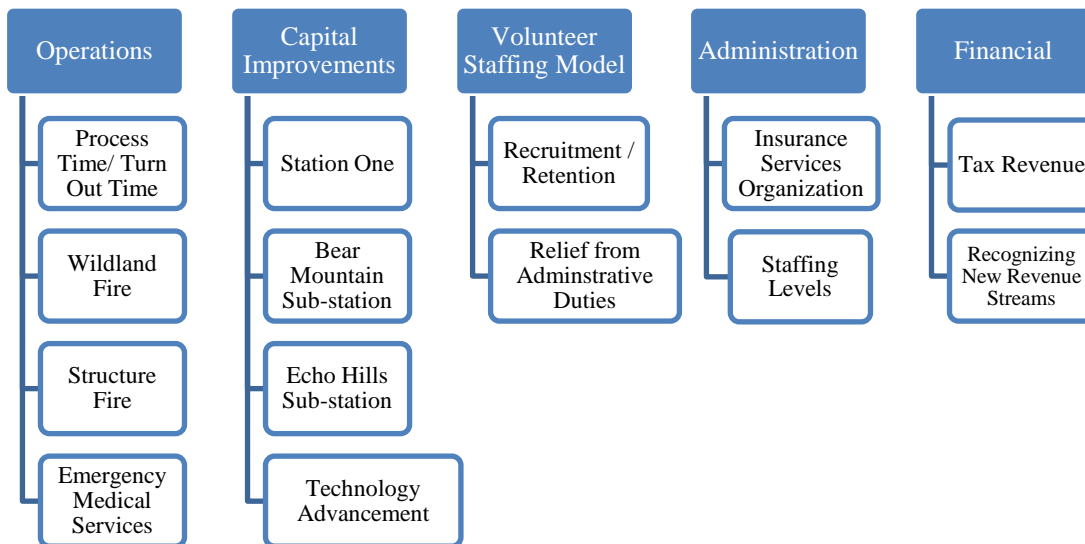 Operations
Process
Time/ Turn
Out Time
Wildland
Fire
Structure
Fire
Emergency
Medical
Services
Capital
Improvements
Station One
Bear
Mountain
Sub-station
Echo Hills
Sub-station
Technology
Advancement
Volunteer
Staffing Model
Recruitment /
Retention
Relief from
Adminstrative
Duties
Administration
Insurance
Services
Organization
Staffing
Levels
Financial
Tax Revenue
Recognizing
New Revenue
Streams